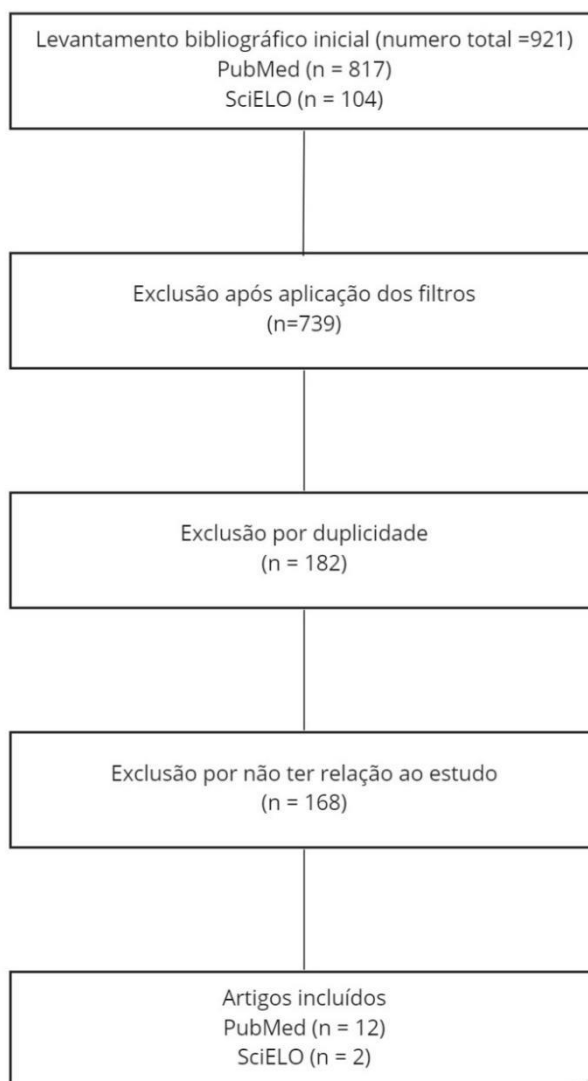 Levantamento bibliográfico inicial (numero total =921)
PubMed (n = 817)
SciELO (n = 104)
Exclusão após aplicação dos filtros
(n=739)
Exclusão por duplicidade
(n = 182)
Exclusão por não ter relação ao estudo
(n = 168)
Artigos incluídos
PubMed (n = 12)
SciELO (n = 2)